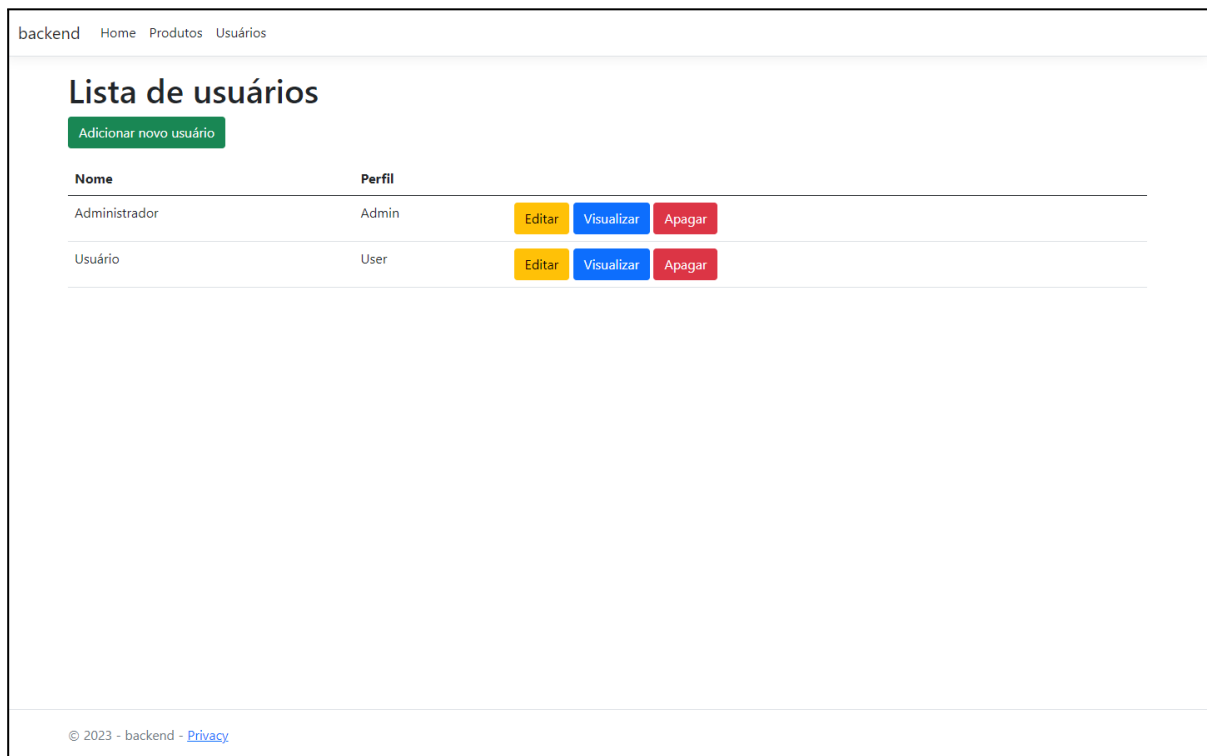 backend Home Produtos Usuários
Lista de usuários
Adicionar novo usuário
Nome Perfil
Administrador Admin Editar Visualizar Apagar
Usuário User Editar Visualizar Apagar
© 2023 - backend - Privacy